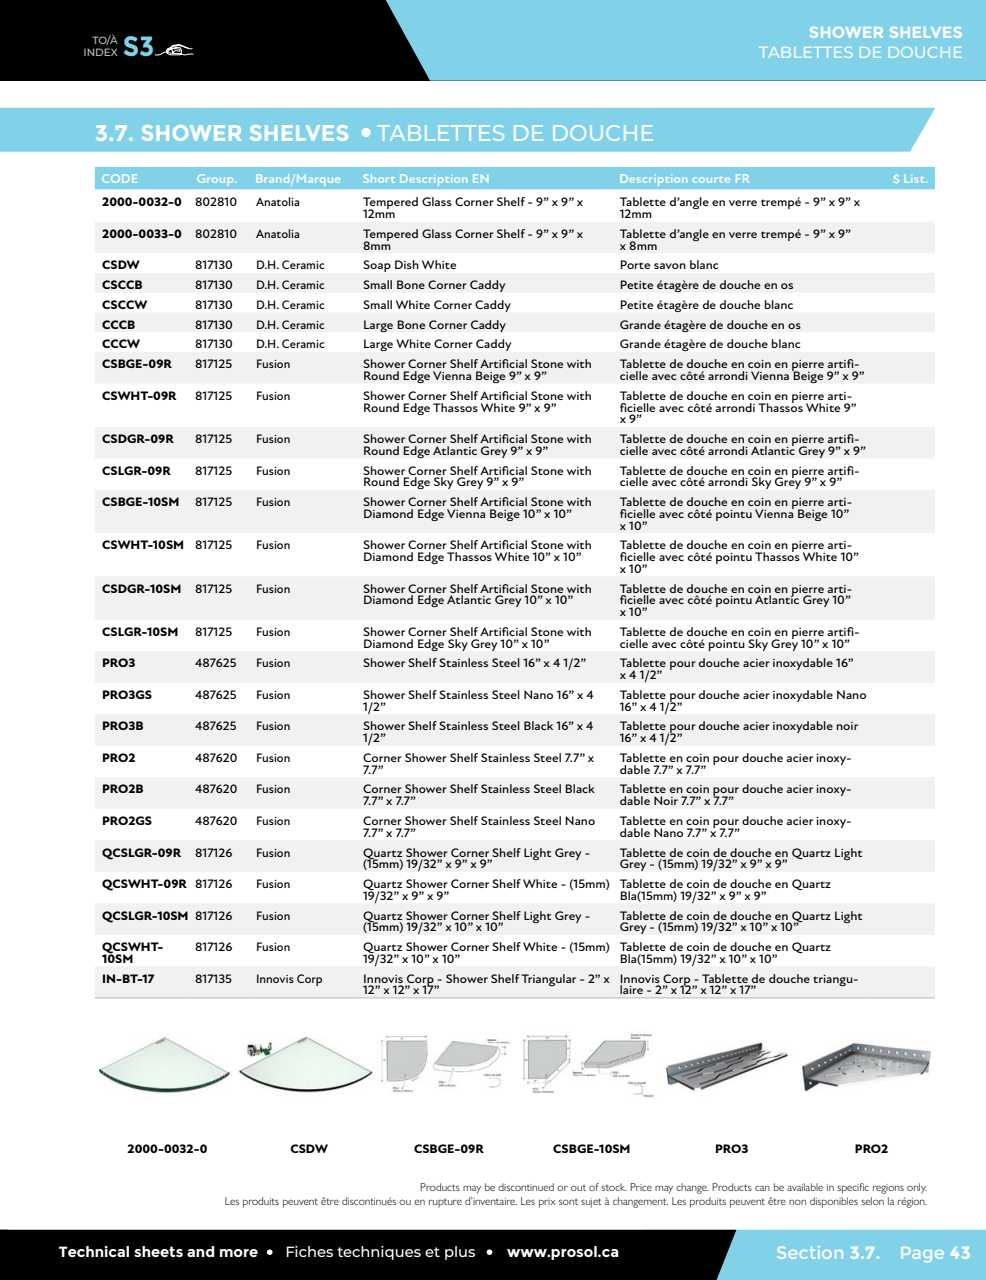 TO/À
INDEX S3
SHOWER SHELVES
TABLETTES DE DOUCHE
3.7. SHOWER SHELVES • TABLETTES DE DOUCHE
CODE Group. Brand/Marque Short Description EN Description courte FR $ List.
2000-0032-0 802810 Anatolia Tempered Glass Corner Shelf - 9” x 9” x Tablette d’angle en verre trempé - 9” x 9” x
12mm 12mm
2000-0033-0 802810 Anatolia Tempered Glass Corner Shelf - 9” x 9” x Tablette d’angle en verre trempé - 9” x 9”
8mm x 8mm
CSDW 817130 D.H. Ceramic Soap Dish White Porte savon blanc
CSCCB 817130 D.H. Ceramic Small Bone Corner Caddy Petite étagère de douche en os
CSCCW 817130 D.H. Ceramic Small White Corner Caddy Petite étagère de douche blanc
CCCB 817130 D.H. Ceramic Large Bone Corner Caddy Grande étagère de douche en os
CCCW 817130 D.H. Ceramic Large White Corner Caddy Grande étagère de douche blanc
CSBGE-09R 817125 Fusion Shower Corner Shelf Artificial Stone with Tablette de douche en coin en pierre artifi-
Round Edge Vienna Beige 9” x 9” cielle avec côté arrondi Vienna Beige 9” x 9”
CSWHT-09R 817125 Fusion Shower Corner Shelf Artificial Stone with Tablette de douche en coin en pierre arti-
Round Edge Thassos White 9” x 9” ficielle avec côté arrondi Thassos White 9”
x 9”
CSDGR-09R 817125 Fusion Shower Corner Shelf Artificial Stone with Tablette de douche en coin en pierre artifi-
Round Edge Atlantic Grey 9” x 9” cielle avec côté arrondi Atlantic Grey 9” x 9”
CSLGR-09R 817125 Fusion Shower Corner Shelf Artificial Stone with Tablette de douche en coin en pierre artifi-
Round Edge Sky Grey 9” x 9” cielle avec côté arrondi Sky Grey 9” x 9”
CSBGE-10SM 817125 Fusion Shower Corner Shelf Artificial Stone with Tablette de douche en coin en pierre arti-
Diamond Edge Vienna Beige 10” x 10” ficielle avec côté pointu Vienna Beige 10”
x 10”
CSWHT-10SM 817125 Fusion Shower Corner Shelf Artificial Stone with Tablette de douche en coin en pierre arti-
Diamond Edge Thassos White 10” x 10” ficielle avec côté pointu Thassos White 10”
x 10”
CSDGR-10SM 817125 Fusion Shower Corner Shelf Artificial Stone with Tablette de douche en coin en pierre arti-
Diamond Edge Atlantic Grey 10” x 10” ficielle avec côté pointu Atlantic Grey 10”
x 10”
CSLGR-10SM 817125 Fusion Shower Corner Shelf Artificial Stone with Tablette de douche en coin en pierre artifi-
Diamond Edge Sky Grey 10” x 10” cielle avec côté pointu Sky Grey 10” x 10”
PRO3 487625 Fusion Shower Shelf Stainless Steel 16” x 4 1/2” Tablette pour douche acier inoxydable 16”
x 4 1/2”
PRO3GS 487625 Fusion Shower Shelf Stainless Steel Nano 16” x 4 Tablette pour douche acier inoxydable Nano
1/2” 16” x 4 1/2”
PRO3B 487625 Fusion Shower Shelf Stainless Steel Black 16” x 4 Tablette pour douche acier inoxydable noir
1/2” 16” x 4 1/2”
PRO2 487620 Fusion Corner Shower Shelf Stainless Steel 7.7” x Tablette en coin pour douche acier inoxy-
7.7” dable 7.7” x 7.7”
PRO2B 487620 Fusion Corner Shower Shelf Stainless Steel Black Tablette en coin pour douche acier inoxy-
7.7” x 7.7” dable Noir 7.7” x 7.7”
PRO2GS 487620 Fusion Corner Shower Shelf Stainless Steel Nano Tablette en coin pour douche acier inoxy-
7.7” x 7.7” dable Nano 7.7” x 7.7”
QCSLGR-09R 817126 Fusion Quartz Shower Corner Shelf Light Grey - Tablette de coin de douche en Quartz Light
(15mm) 19/32” x 9” x 9” Grey - (15mm) 19/32” x 9” x 9”
QCSWHT-09R 817126 Fusion Quartz Shower Corner Shelf White - (15mm) Tablette de coin de douche en Quartz
19/32” x 9” x 9” Bla(15mm) 19/32” x 9” x 9”
QCSLGR-10SM 817126 Fusion Quartz Shower Corner Shelf Light Grey - Tablette de coin de douche en Quartz Light
(15mm) 19/32” x 10” x 10” Grey - (15mm) 19/32” x 10” x 10”
QCSWHT- 817126 Fusion Quartz Shower Corner Shelf White - (15mm) Tablette de coin de douche en Quartz
10SM 19/32” x 10” x 10” Bla(15mm) 19/32” x 10” x 10”
IN-BT-17 817135 Innovis Corp Innovis Corp - Shower Shelf Triangular - 2” x Innovis Corp - Tablette de douche triangu-
12” x 12” x 17” laire - 2” x 12” x 12” x 17”
2000-0032-0 CSDW CSBGE-09R CSBGE-10SM PRO3 PRO2
Products may be discontinued or out of stock. Price may change. Products can be available in specific regions only.
Les produits peuvent être discontinués ou en rupture d’inventaire. Les prix sont sujet à changement. Les produits peuvent être non disponibles selon la région.
Technical sheets and more • Fiches techniques et plus • www.prosol.ca
Section 3.7. Page 43